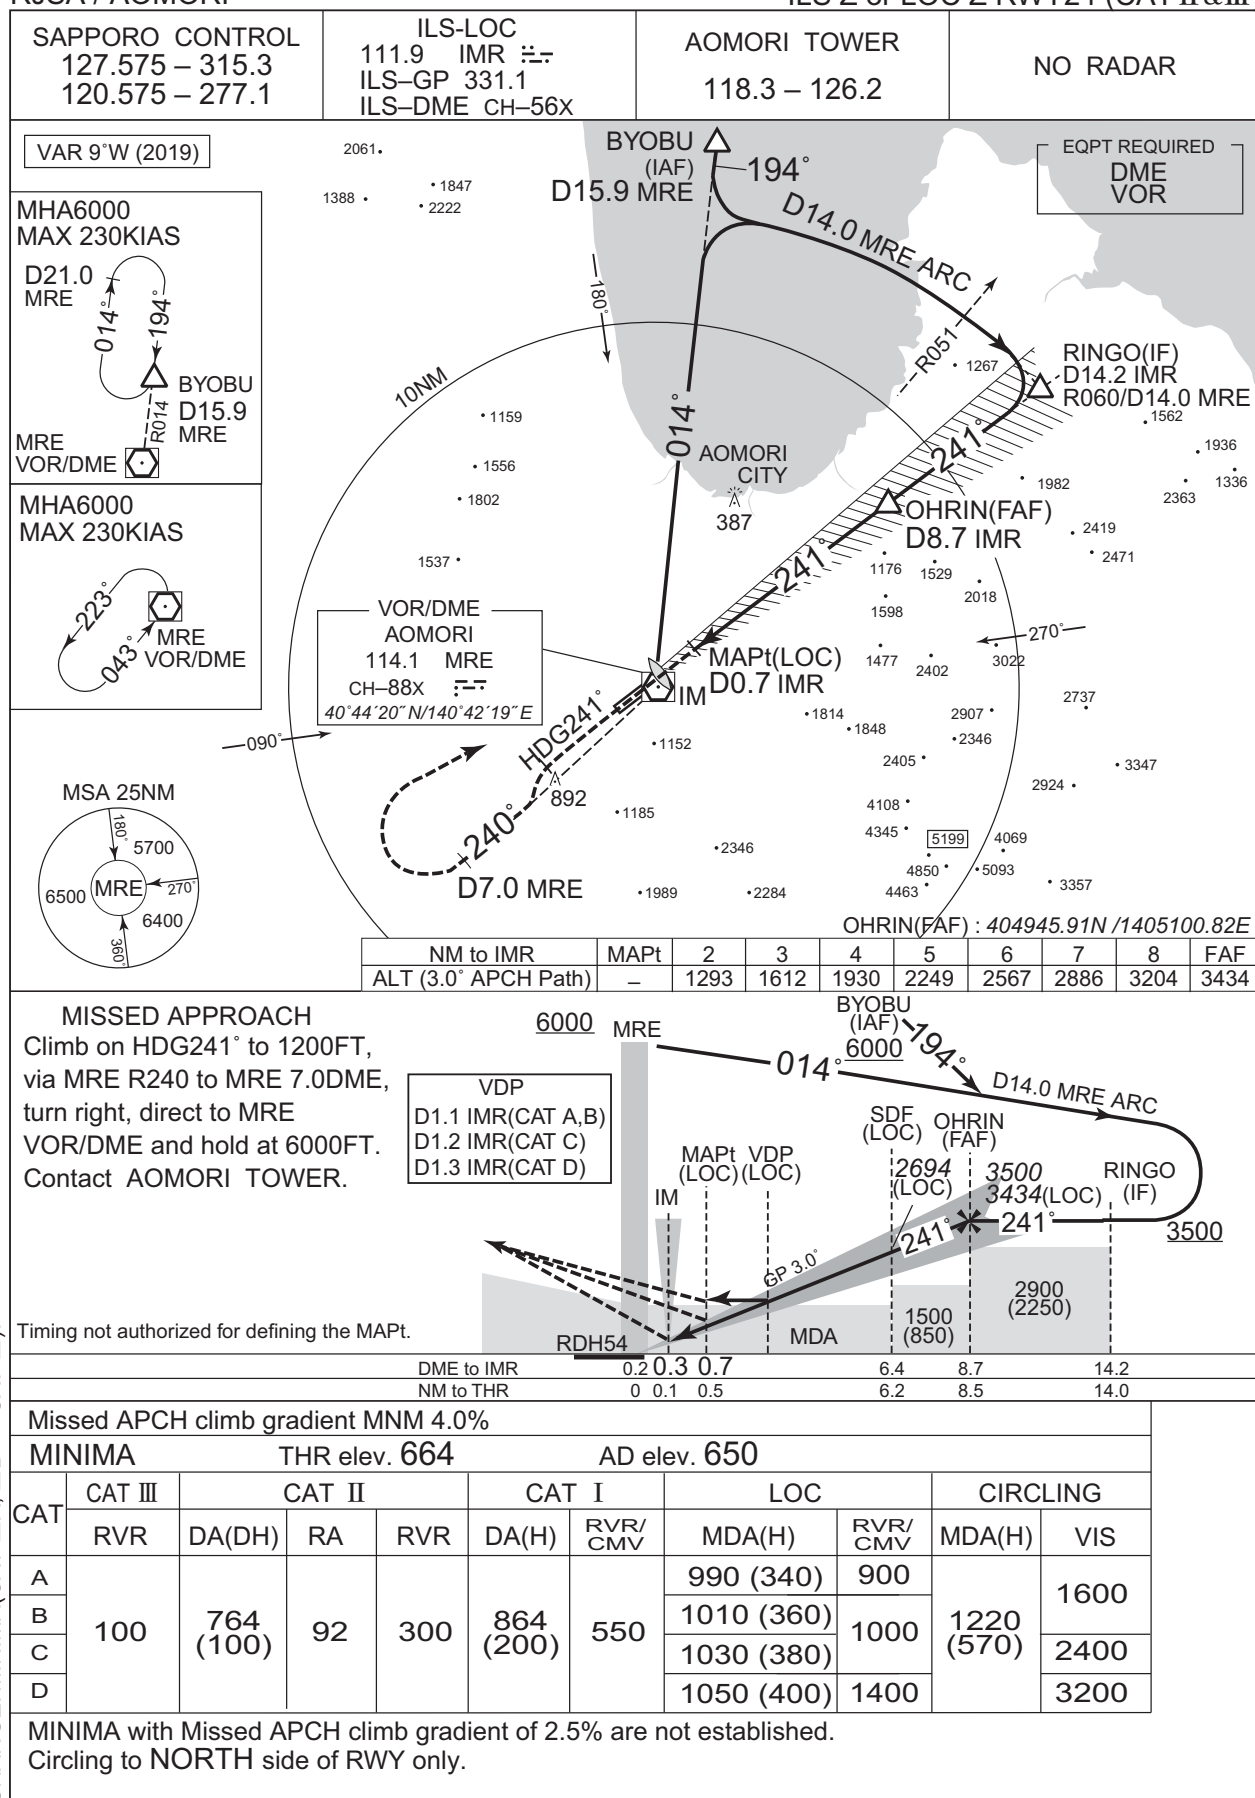 SAPPORO CONTROL
127.575 – 315.3
120.575 – 277.1
ILS-LOC
111.9 IMR
ILS–GP 331.1
ILS–DME CH–56X
AOMORI TOWER
118.3 – 126.2
NO RADAR
VAR 9°W (2019)
EQPT REQUIRED
DME
VOR
BYOBU
(IAF)
D15.9 MRE
194°
D14.0 MRE ARC
2061
1847
1388
2222
180°
R051
10NM
014°
MHA6000
MAX 230KIAS
D21.0
MRE
014°
194°
BYOBU
D15.9
MRE
R014
MRE
VOR/DME
MHA6000
MAX 230KIAS
223°
043°
MRE
VOR/DME
RINGO(IF)
D14.2 IMR
R060/D14.0 MRE
1267
1562
1936
1336
2363
1982
2419
2471
1159
1556
1802
1537
AOMORI
CITY
387
241°
OHRIN(FAF)
D8.7 IMR
241°
1176
1529
2018
1598
1477
2402
3022
270°
VOR/DME
AOMORI
114.1 MRE
CH–88X
40°44´20˝N/140°42´19˝E
MAPt(LOC)
D0.7 IMR
IM
HDG241°
090°
1814
1848
2907
2737
2346
2405
1152
3347
2924
892
1185
4108
4345
5199
4069
2346
4850
5093
4463
3357
1989
2284
240°
D7.0 MRE
MSA 25NM
180°
5700
6500
MRE
270°
6400
360°
OHRIN(FAF) : 404945.91N /1405100.82E
NM to IMR MAPt 2 3 4 5 6 7 8 FAF
ALT (3.0° APCH Path) – 1293 1612 1930 2249 2567 2886 3204 3434
MISSED APPROACH
Climb on HDG241° to 1200FT,
via MRE R240 to MRE 7.0DME,
turn right, direct to MRE
VOR/DME and hold at 6000FT.
Contact AOMORI TOWER.
VDP
D1.1 IMR(CAT A,B)
D1.2 IMR(CAT C)
D1.3 IMR(CAT D)
6000
MRE
014°
BYOBU
(IAF)
6000
194°
D14.0 MRE ARC
SDF
(LOC)
OHRIN
(FAF)
MAPt
(LOC)
VDP
(LOC)
IM
2694
(LOC)
3500
3434(LOC)
RINGO
(IF)
241°
241°
3500
GP 3.0°
2900
(2250)
1500
(850)
MDA
RDH54
Timing not authorized for defining the MAPt.
DME to IMR 0.2 0.3 0.7 6.4 8.7 14.2
NM to THR 0 0.1 0.5 6.2 8.5 14.0
Missed APCH climb gradient MNM 4.0%
MINIMA THR elev. 664 AD elev. 650
CAT CAT Ⅲ CAT Ⅱ CAT Ⅰ LOC CIRCLING
RVR DA(DH) RA RVR DA(H) RVR/CMV MDA(H) RVR/CMV MDA(H) VIS
A 990 (340) 900
1600
B 1010 (360)
100 764 (100) 92 300 864 (200) 550 1000 1220 (570)
C 1030 (380) 2400
D 1050 (400) 1400 3200
MINIMA with Missed APCH climb gradient of 2.5% are not established.
Circling to NORTH side of RWY only.